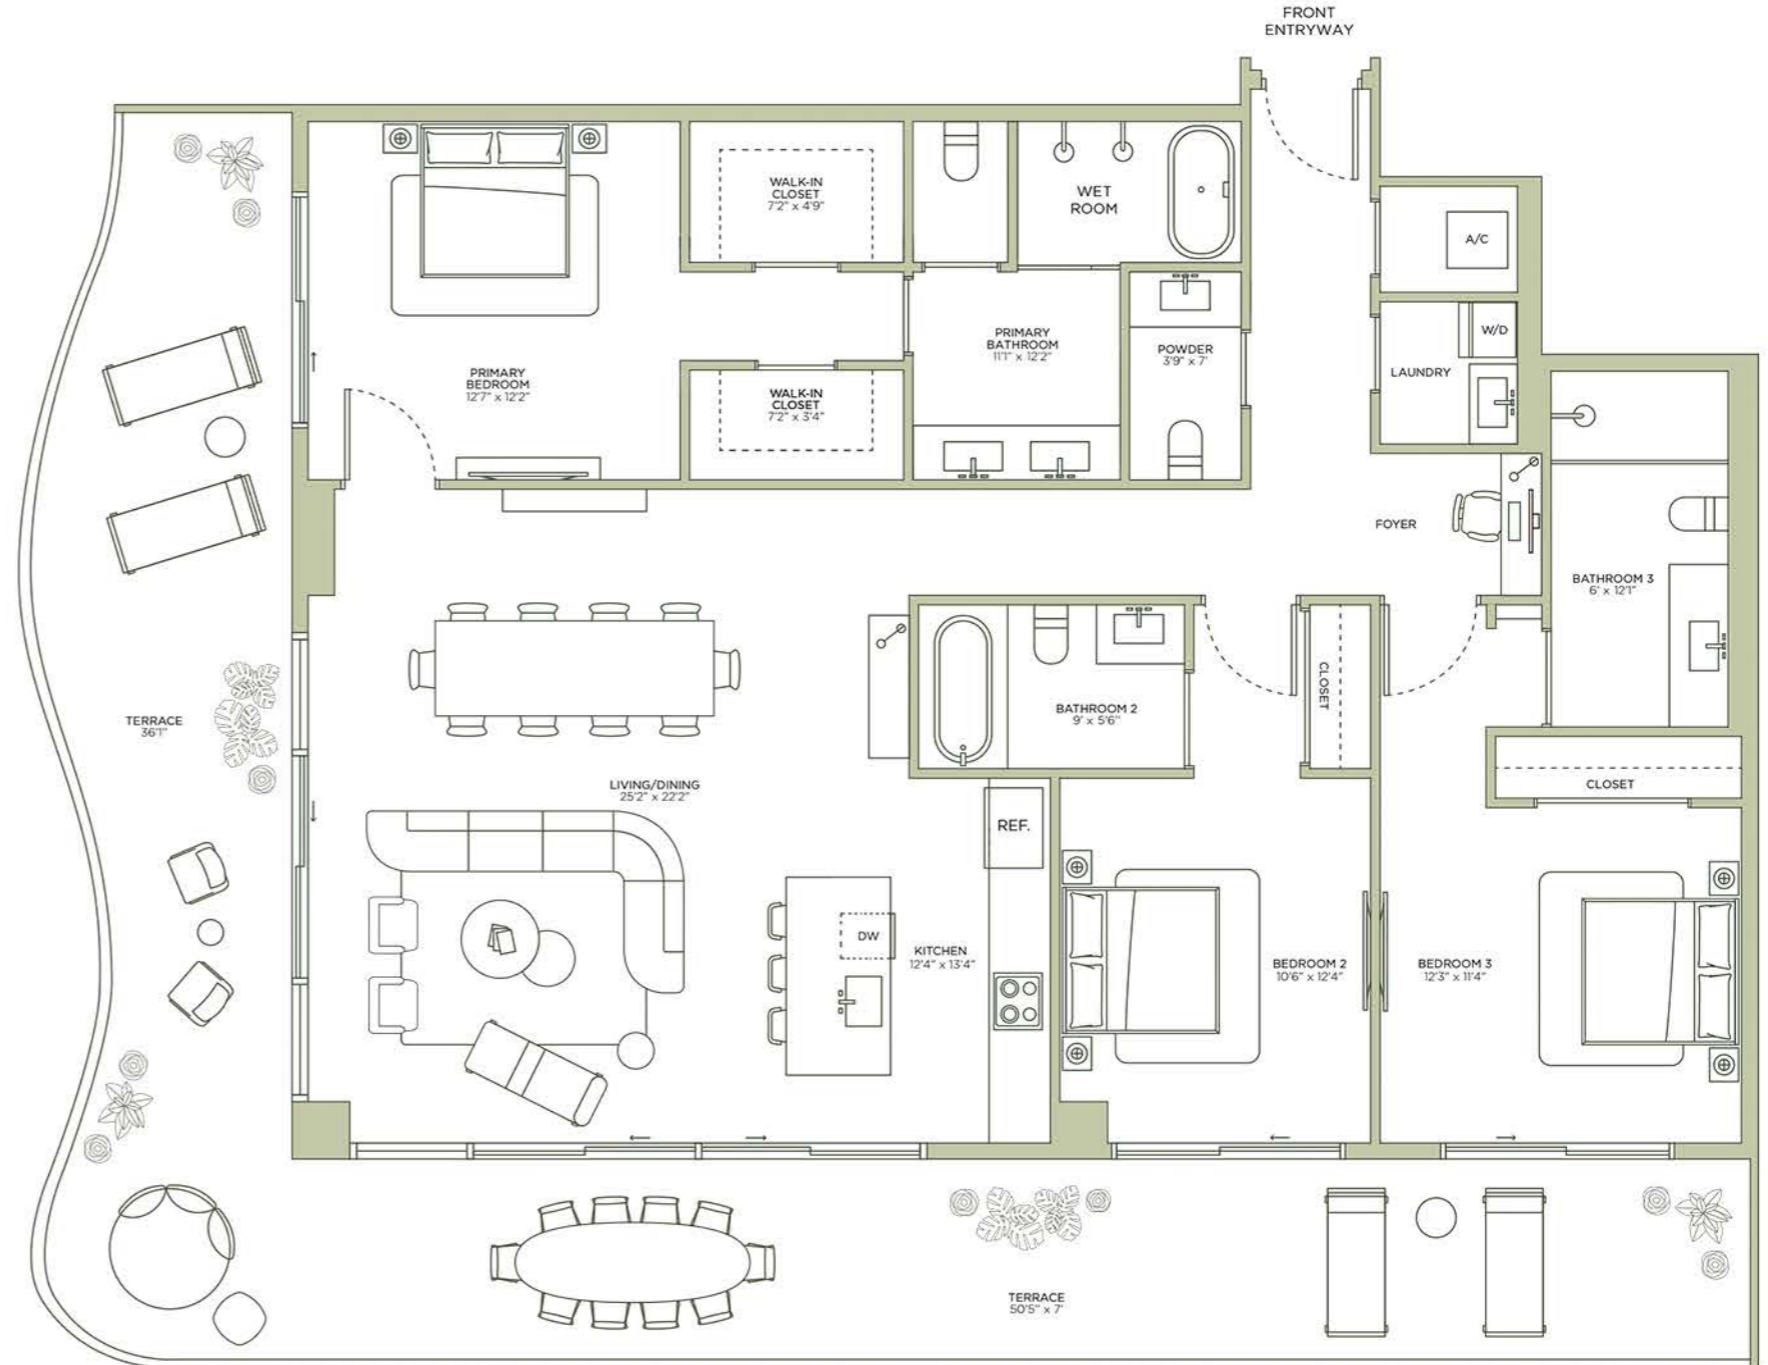 FRONT
ENTRYWAY
WALK-IN
CLOSET
7'2" x 4'9"
WET
ROOM
A/C
PRIMARY
BATHROOM
11'1" x 12'2"
POWDER
3'9" x 7'
W/D
LAUNDRY
PRIMARY
BEDROOM
12'7" x 12'2"
WALK-IN
CLOSET
7'2" x 3'4"
FOYER
BATHROOM 3
6' x 12'1"
CLOSET
BATHROOM 2
9' x 5'6"
TERRACE
36'1"
LIVING/DINING
25'2" x 22'2"
CLOSET
REF.
DW
KITCHEN
12'4" x 13'4"
BEDROOM 2
10'6" x 12'4"
BEDROOM 3
12'3" x 11'4"
TERRACE
50'5" x 7'